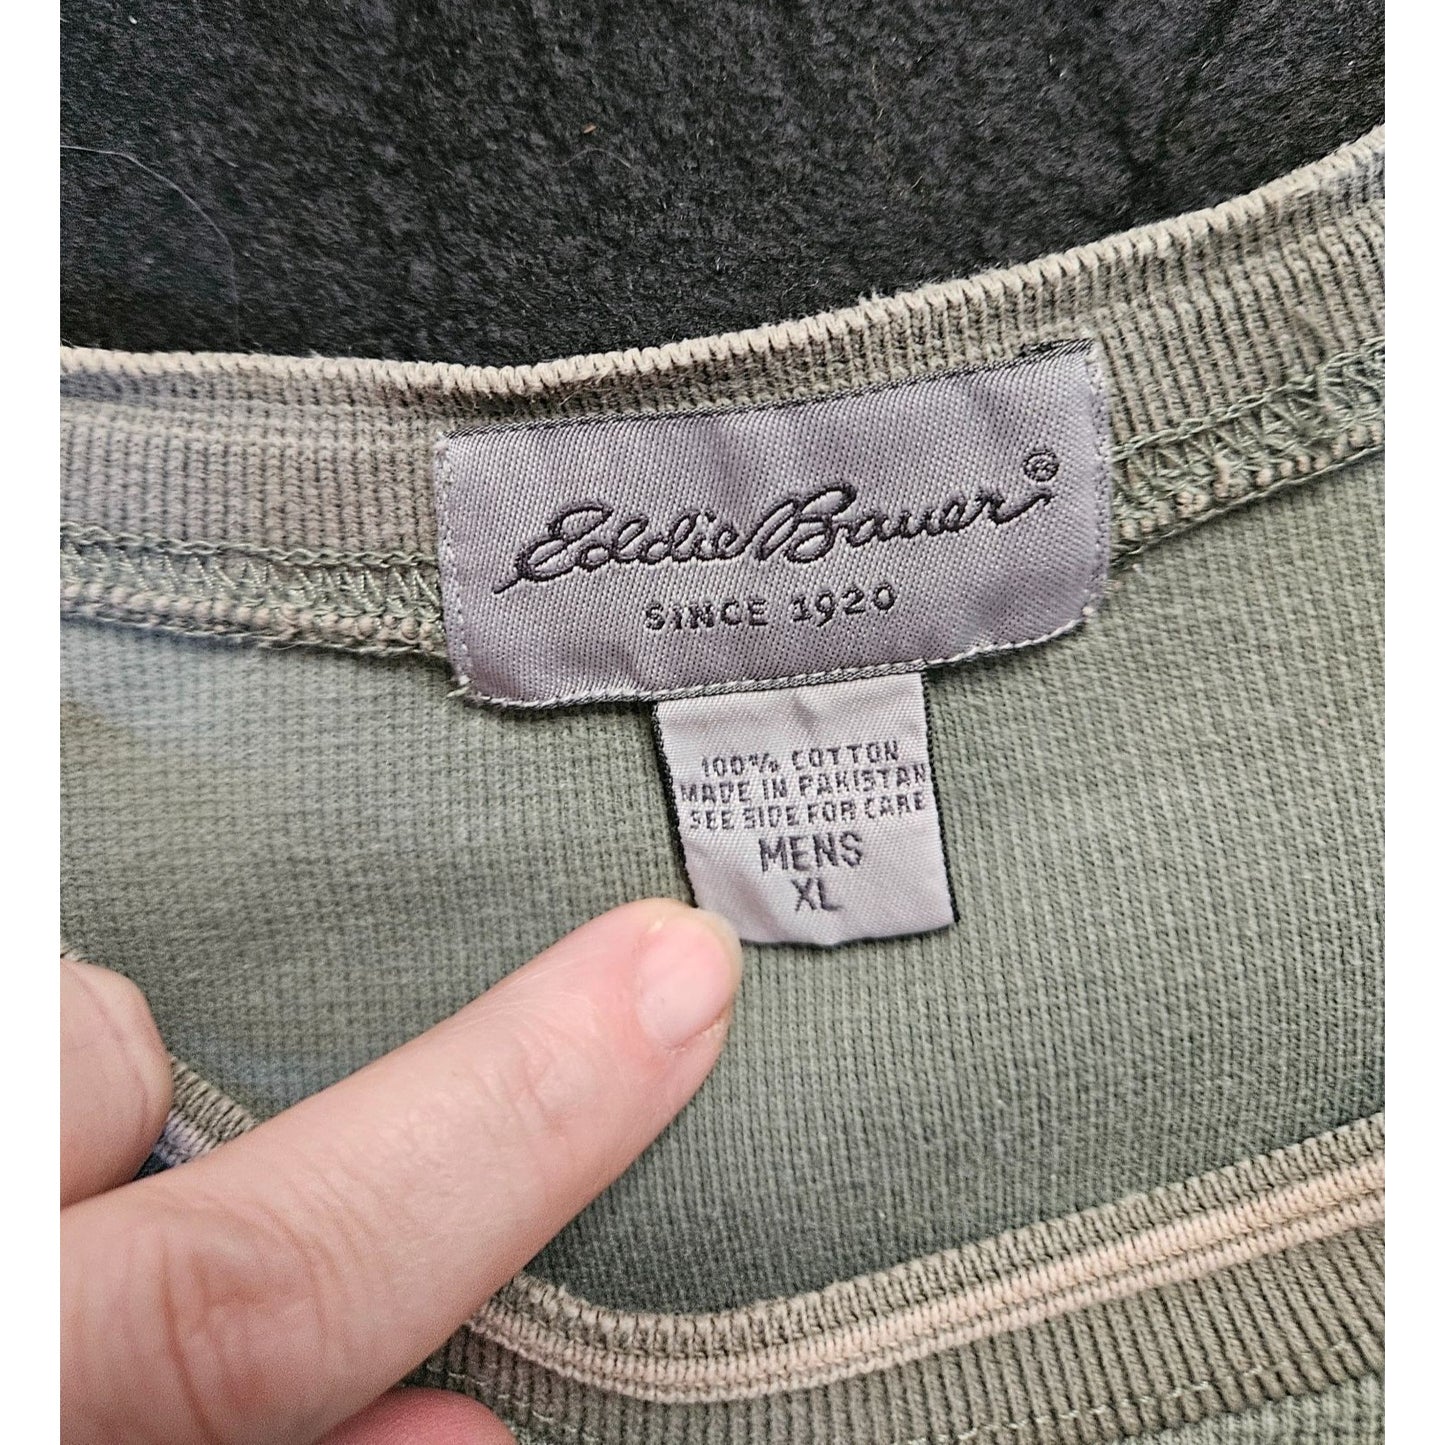 Eddie Bauer®
SINCE 1920
100% COTTON
MADE IN PAKISTAN
SEE SIDE FOR CARE
MENS
XL